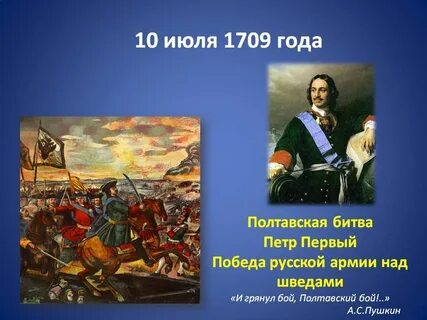 10 июля 1709 года
Полтавская битва
Петр Первый
Победа русской армии над
шведами
«И грянул бой, Полтавский бой!..»
А.С.Пушкин